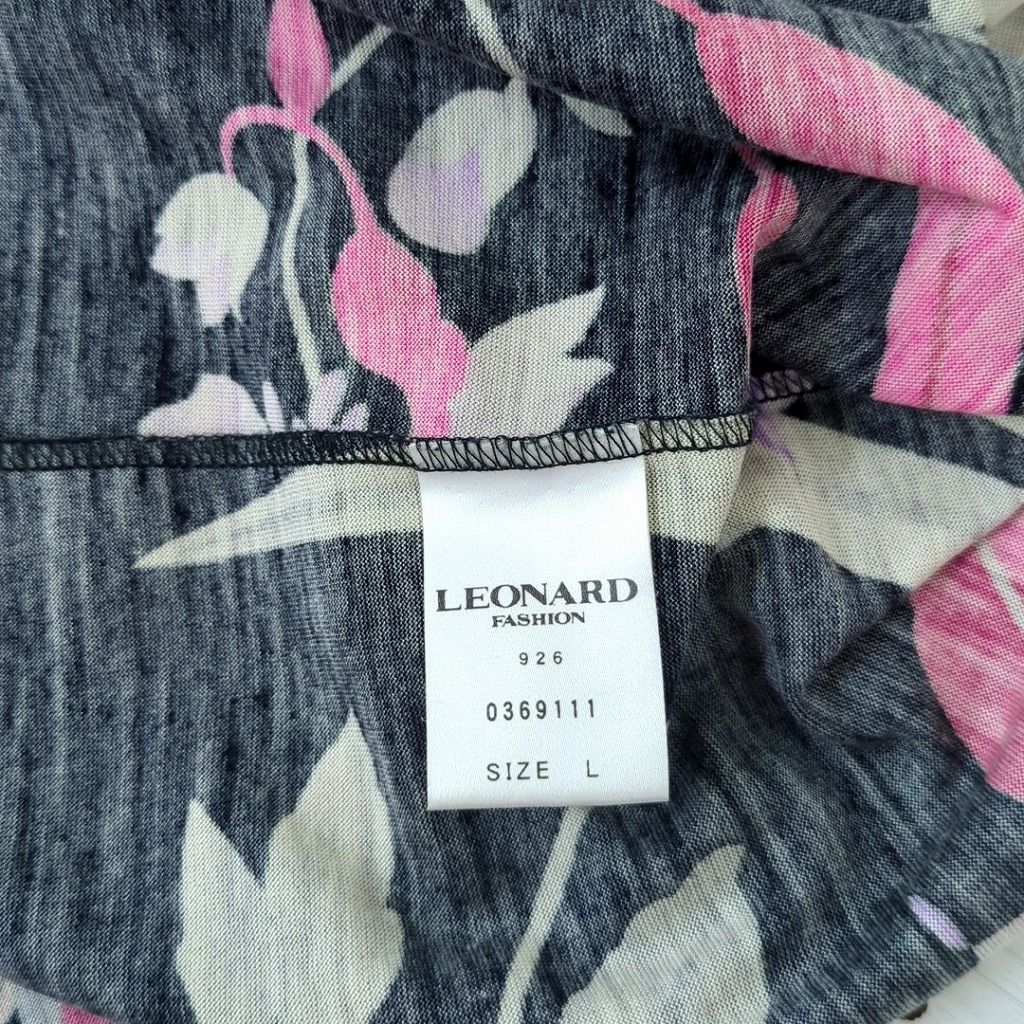 LEONARD
FASHION
926
0369111
SIZE L